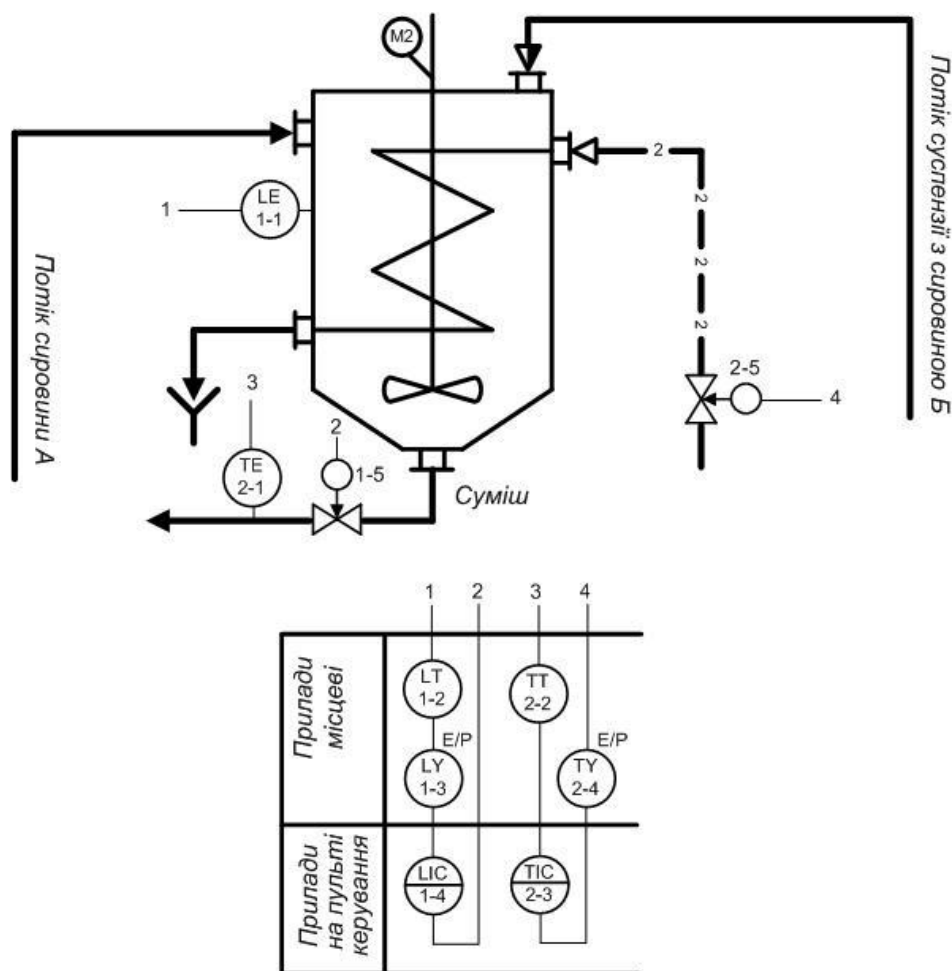 M2
Потік сировини А
Потік суспензії з сировиною Б
1
LE
1-1
2
2
2
2
2-5
4
3
TE
2-1
2
1-5
Суміш
1
2
3
4
Прилади
місцеві
LT
1-2
TT
2-2
E/P
LY
1-3
E/P
TY
2-4
Прилади
на пульті
керування
LIC
1-4
TIC
2-3